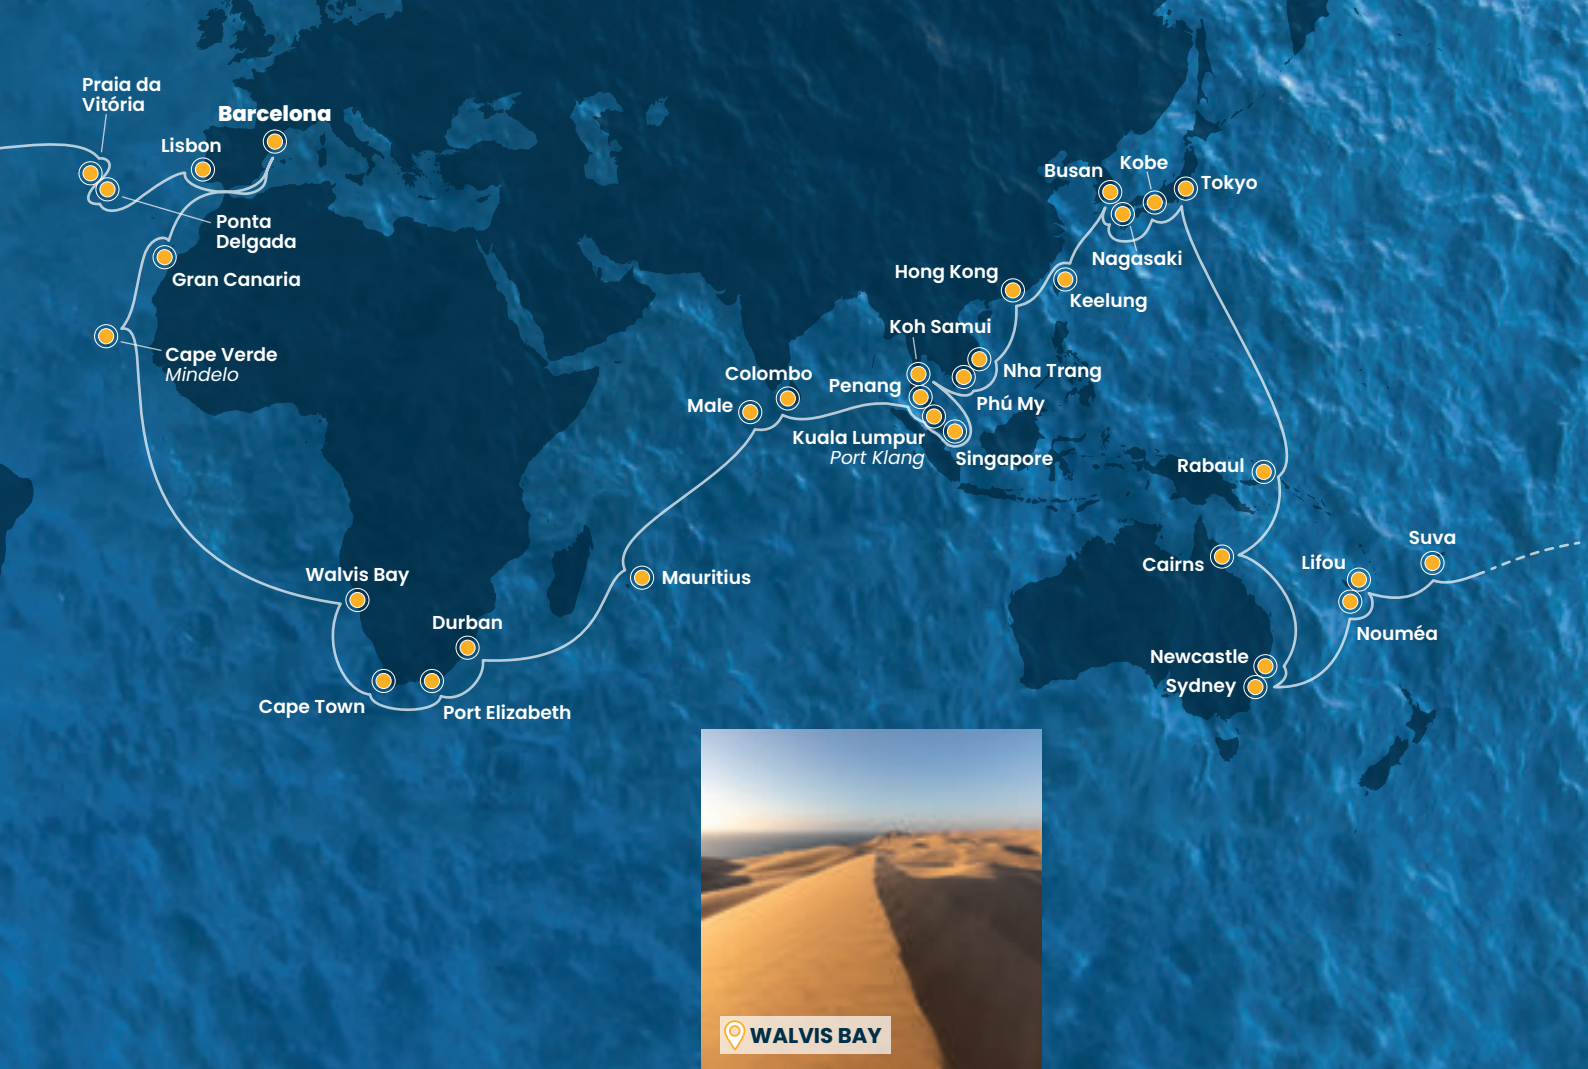 Praia da
Vitória
Barcelona
Lisbon
Ponta
Delgada
Gran Canaria
Cape Verde
Mindelo
Walvis Bay
Durban
Cape Town
Port Elizabeth
Mauritius
Male
Colombo
Penang
Kuala Lumpur
Port Klang
Singapore
Koh Samui
Nha Trang
Phú My
Hong Kong
Keelung
Busan
Kobe
Tokyo
Nagasaki
Rabaul
Cairns
Newcastle
Sydney
Lifou
Nouméa
Suva
WALVIS BAY